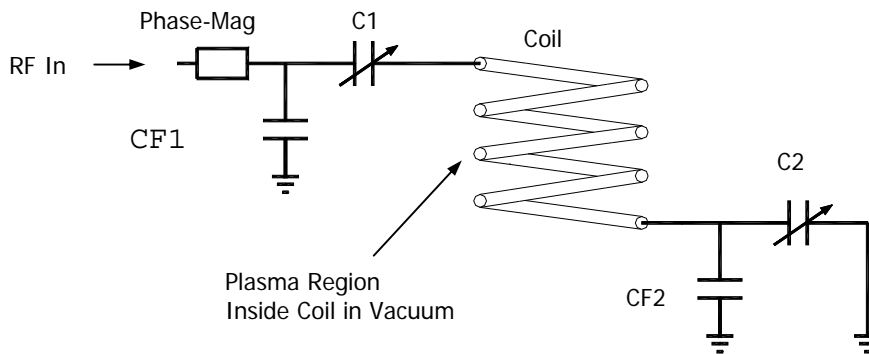 Phase-Mag
C1
Coil
RF In
CF1
C2
Plasma Region
Inside Coil in Vacuum
CF2